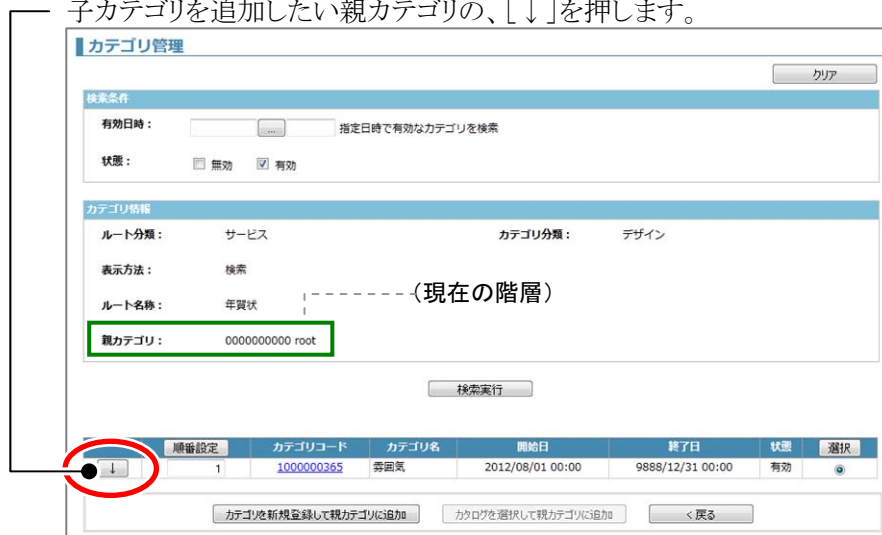 子カテゴリを追加したい親カテゴリの、[↓]を押します。
カテゴリ管理
クリア
検索条件
有効日時： ... 指定日時で有効なカテゴリを検索
状態： 無効 有効
カテゴリ情報
ルート分類： サービス カテゴリ分類： デザイン
表示方法： 検索
(現在の階層)
ルート名称： 年賀状
親カテゴリ： 0000000000 root
検索実行
順番設定 カテゴリコード カテゴリ名 開始日 終了日 状態 選択
↓ 1 1000000365 雰囲気 2012/08/01 00:00 9888/12/31 00:00 有効
カテゴリを新規登録して親カテゴリに追加 カタログを選択して親カテゴリに追加 ＜戻る